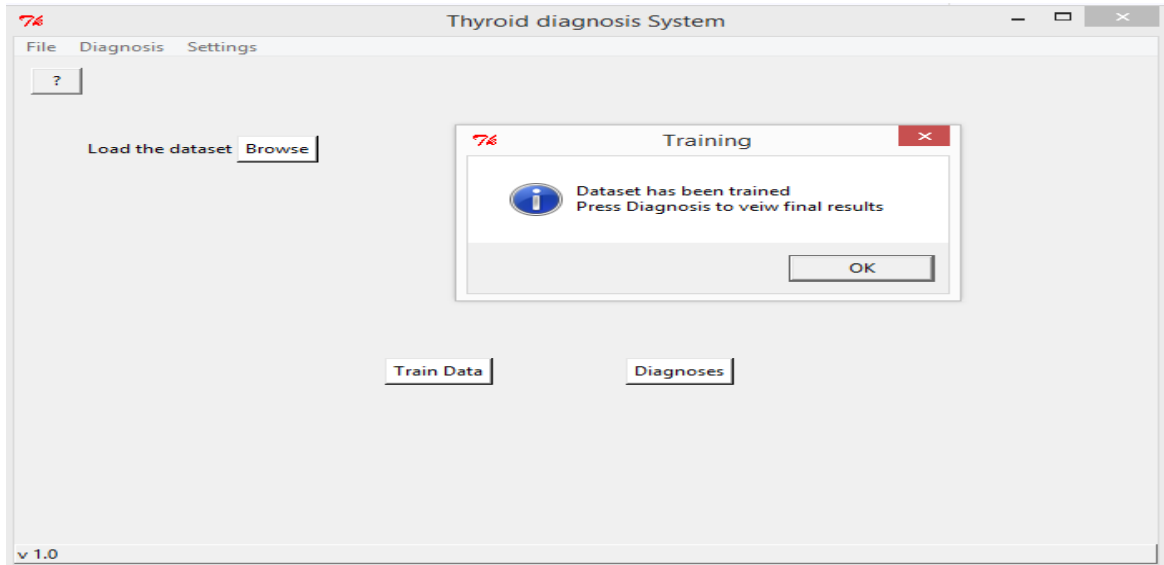 Thyroid diagnosis System
File Diagnosis Settings
?
Load the dataset Browse
Training
Dataset has been trained
Press Diagnosis to veiw final results
OK
Train Data Diagnoses
v 1.0